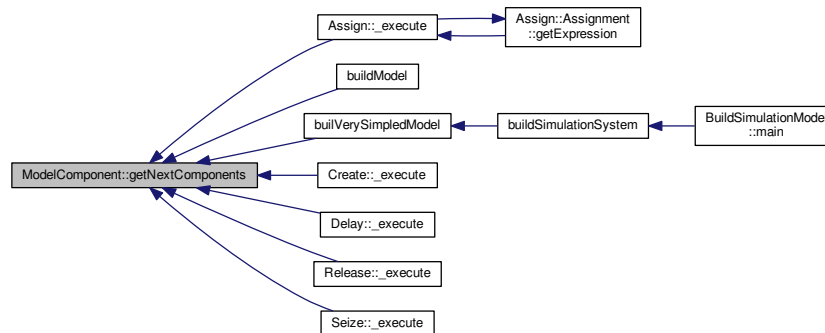 Assign::_execute
Assign::Assignment
::getExpression
buildModel
builVerySimpledModel
buildSimulationSystem
BuildSimulationModel
::main
ModelComponent::getNextComponents
Create::_execute
Delay::_execute
Release::_execute
Seize::_execute